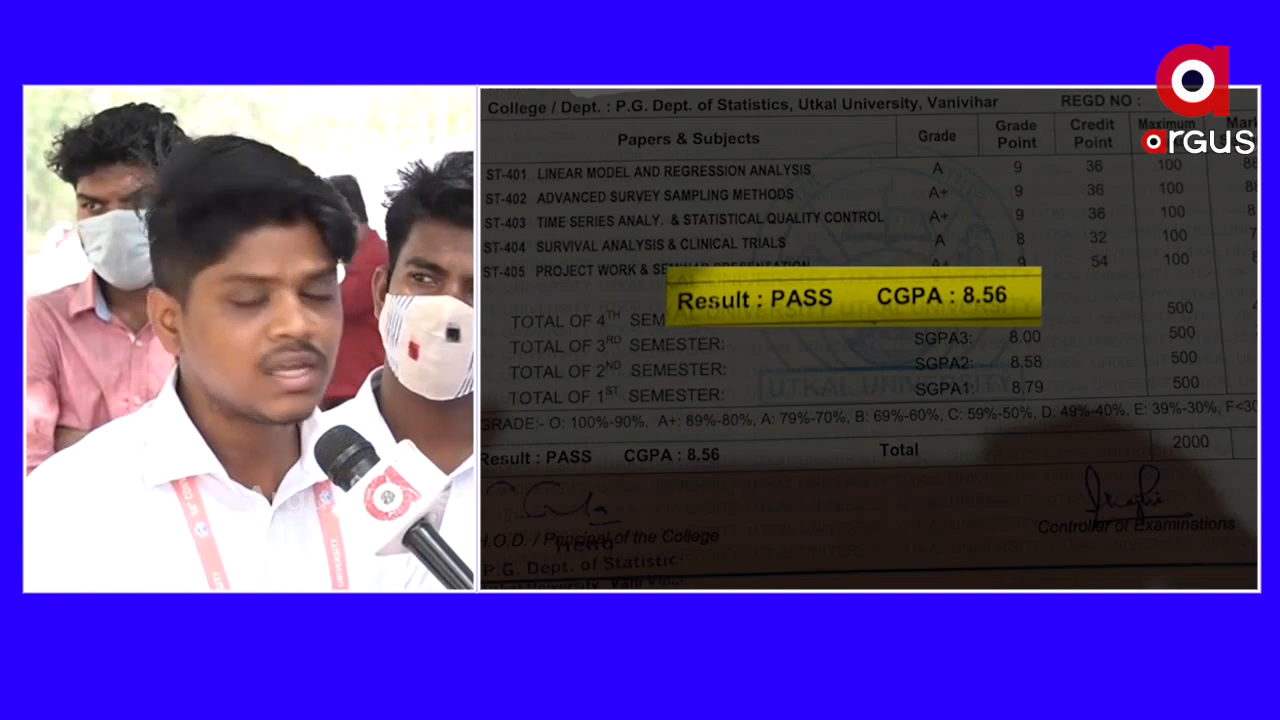 argus
College / Dept. : P.G. Dept. of Statistics, Utkal University, Vanivihar REGD NO :
Papers & Subjects Grade Grade Point Credit Point Maximum
ST-401 LINEAR MODEL AND REGRESSION ANALYSIS A 9 36 100
ST-402 ADVANCED SURVEY SAMPLING METHODS A+ 9 36 100
ST-403 TIME SERIES ANALY. & STATISTICAL QUALITY CONTROL A+ 9 36 100
ST-404 SURVIVAL ANALYSIS & CLINICAL TRIALS A 8 32 100
ST-405 PROJECT WORK & SEMINAR PRESENTATION A+ 9 54 100
Result : PASS CGPA : 8.56
TOTAL OF 4TH SEM 500
TOTAL OF 3RD SEMESTER: SGPA3: 8.00 500
TOTAL OF 2ND SEMESTER: SGPA2: 8.58 500
TOTAL OF 1ST SEMESTER: SGPA1: 8.79 500
UTKAL UNIVERSITY
GRADE:- O: 100%-90%, A+: 89%-80%, A: 79%-70%, B: 69%-60%, C: 59%-50%, D: 49%-40%, E: 39%-30%, F<30
Result : PASS CGPA : 8.56 Total 2000
H.O.D. / Principal of the College Controller of Examinations
Head
P.G. Dept. of Statistic
UNIVERSITY